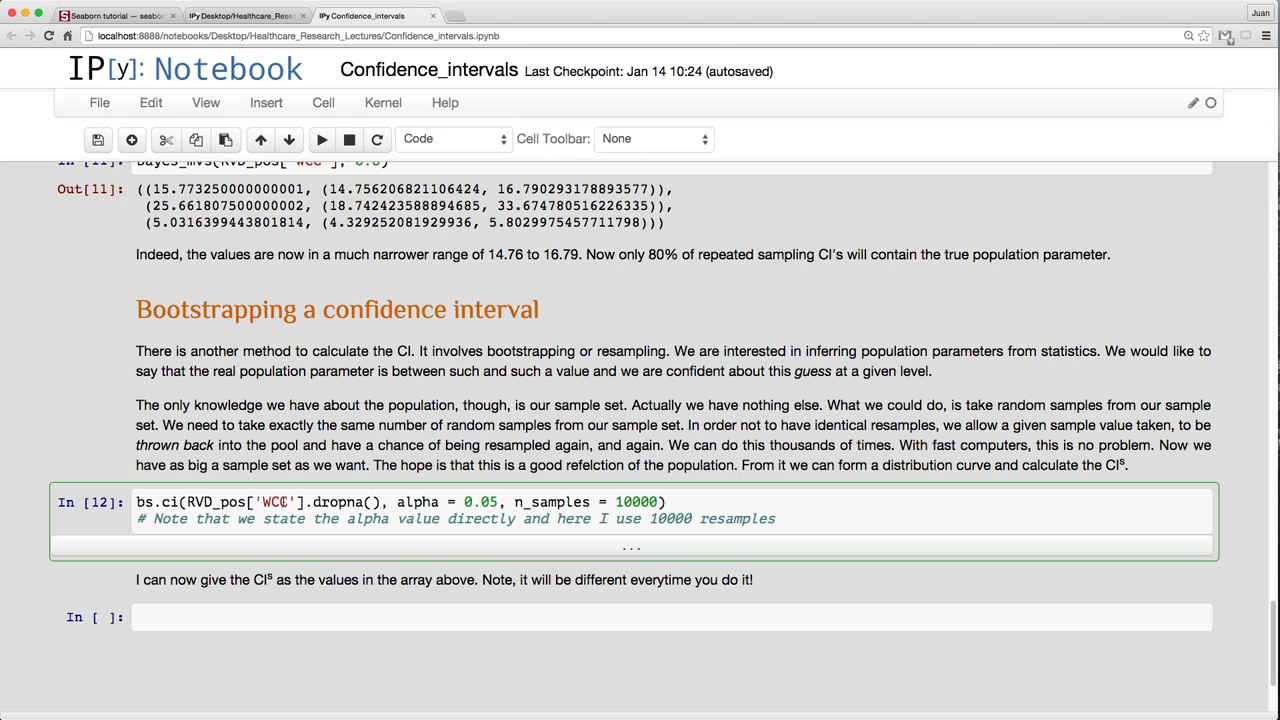 Seaborn tutorial — seabo
IPy Desktop/Healthcare_Rese
IPy Confidence_intervals
Juan
localhost:8888/notebooks/Desktop/Healthcare_Research_Lectures/Confidence_intervals.ipynb
IP[y]: Notebook Confidence_intervals Last Checkpoint: Jan 14 10:24 (autosaved)
File Edit View Insert Cell Kernel Help
Code Cell Toolbar: None
In [11]: bayes_mvs(RVD_pos['WCC'], 0.8)
Out[11]: ((15.773250000000001, (14.756206821106424, 16.790293178893577)),
(25.661807500000002, (18.742423588894685, 33.674780516226335)),
(5.0316399443801814, (4.329252081929936, 5.8029975457711798)))
Indeed, the values are now in a much narrower range of 14.76 to 16.79. Now only 80% of repeated sampling CI's will contain the true population parameter.
Bootstrapping a confidence interval
There is another method to calculate the CI. It involves bootstrapping or resampling. We are interested in inferring population parameters from statistics. We would like to
say that the real population parameter is between such and such a value and we are confident about this guess at a given level.
The only knowledge we have about the population, though, is our sample set. Actually we have nothing else. What we could do, is take random samples from our sample
set. We need to take exactly the same number of random samples from our sample set. In order not to have identical resamples, we allow a given sample value taken, to be
thrown back into the pool and have a chance of being resampled again, and again. We can do this thousands of times. With fast computers, this is no problem. Now we
have as big a sample set as we want. The hope is that this is a good refelction of the population. From it we can form a distribution curve and calculate the CIs.
In [12]: bs.ci(RVD_pos['WCC'].dropna(), alpha = 0.05, n_samples = 10000)
# Note that we state the alpha value directly and here I use 10000 resamples
...
I can now give the CIs as the values in the array above. Note, it will be different everytime you do it!
In [ ]: